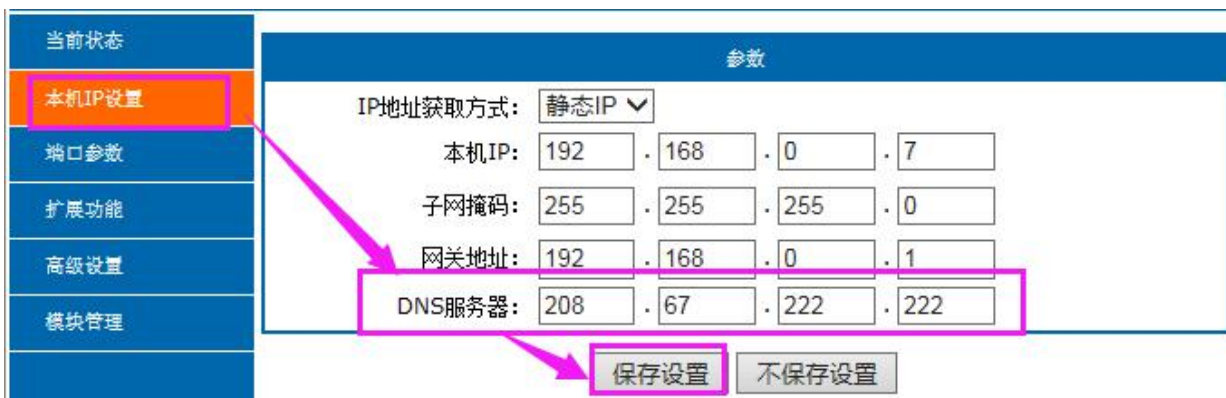 当前状态
本机IP设置
端口参数
扩展功能
高级设置
模块管理
参数
IP地址获取方式: 静态IP
本机IP: 192 . 168 . 0 . 7
子网掩码: 255 . 255 . 255 . 0
网关地址: 192 . 168 . 0 . 1
DNS服务器: 208 . 67 . 222 . 222
保存设置 不保存设置